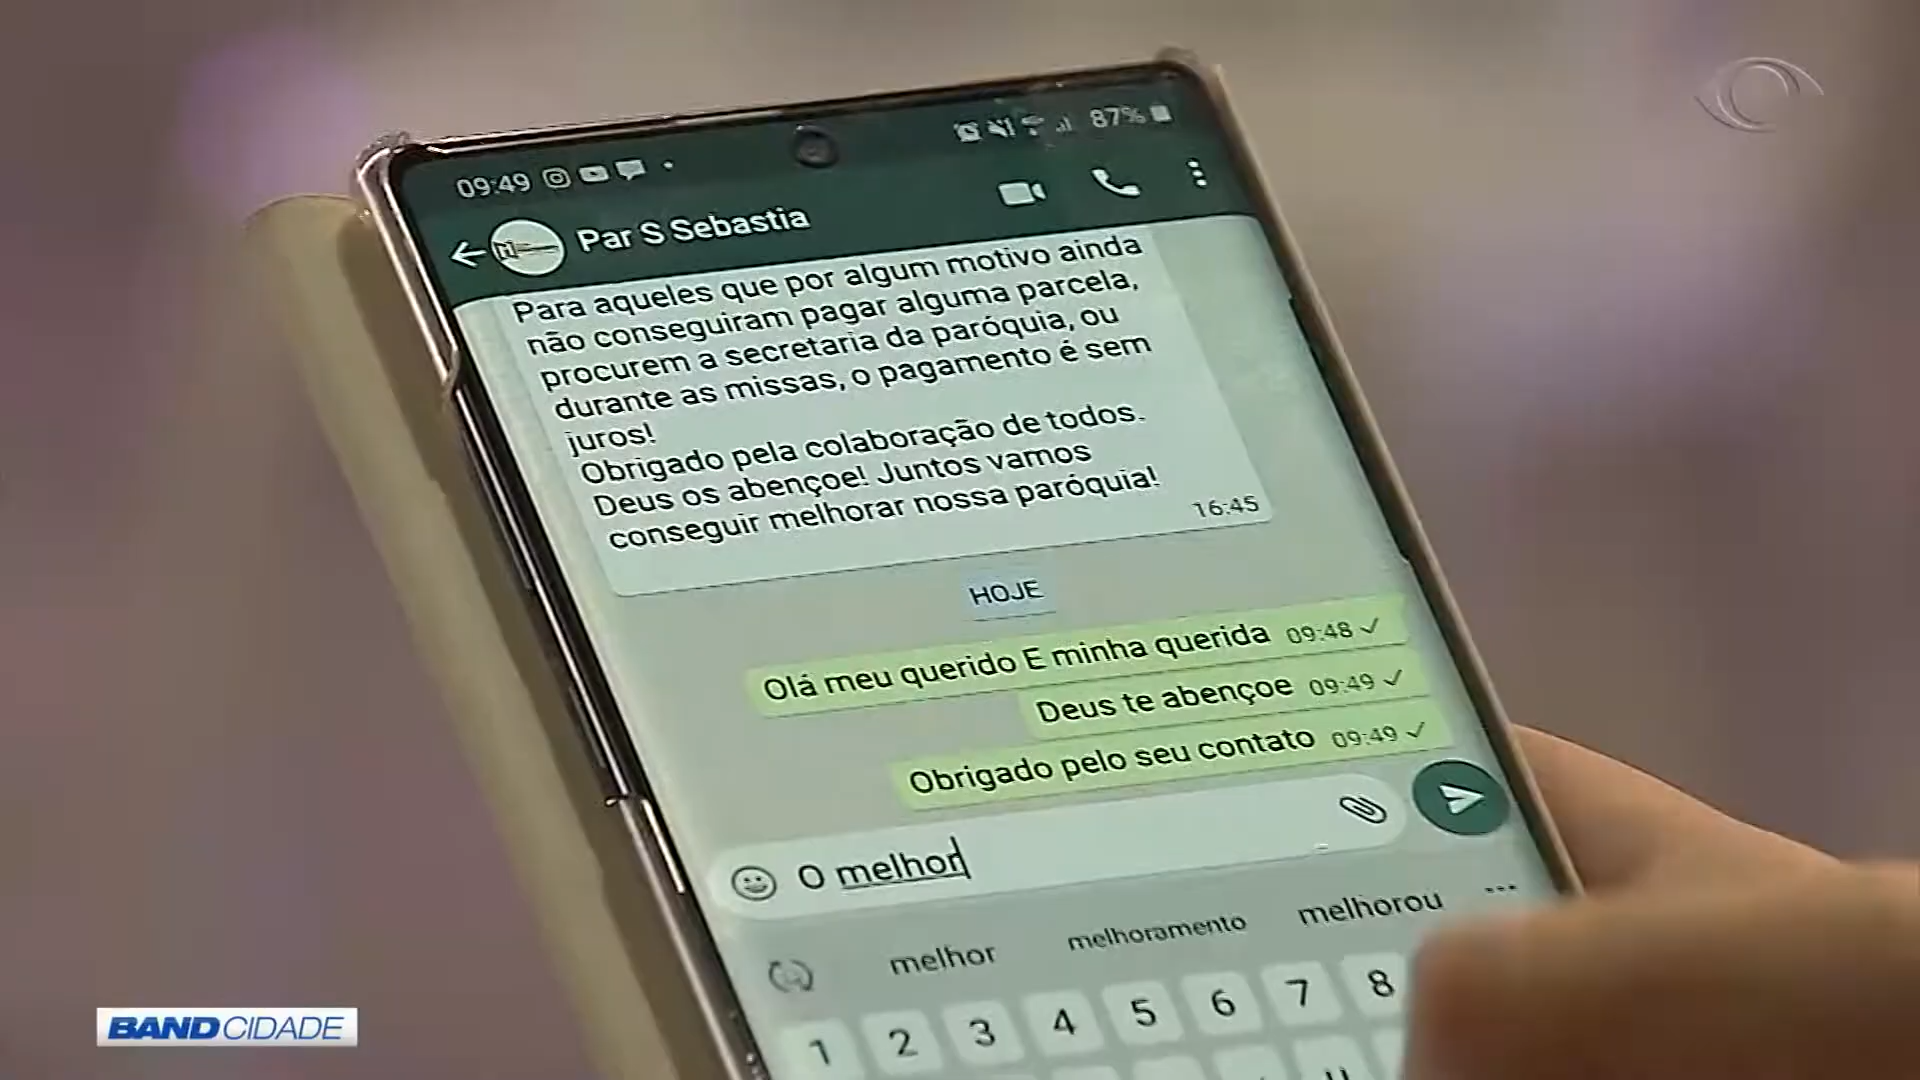 09:49
87%
Par S Sebastia
Para aqueles que por algum motivo ainda
não conseguiram pagar alguma parcela,
procurem a secretaria da paróquia, ou
durante as missas, o pagamento é sem
juros!
Obrigado pela colaboração de todos.
Deus os abençoe! Juntos vamos
conseguir melhorar nossa paróquia!
16:45
HOJE
Olá meu querido E minha querida 09:48
Deus te abençoe 09:49
Obrigado pelo seu contato 09:49
O melhor
melhor melhoramento melhorou
1 2 3 4 5 6 7 8
BAND CIDADE